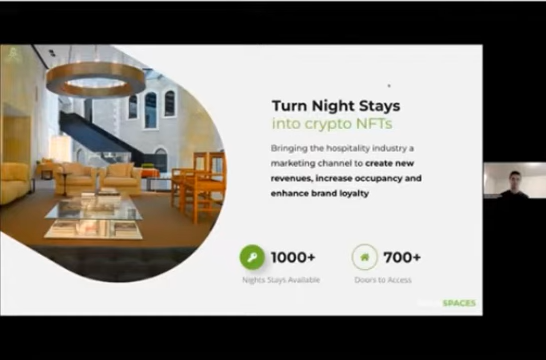 Turn Night Stays
into crypto NFTs
Bringing the hospitality industry a
marketing channel to create new
revenues, increase occupancy and
enhance brand loyalty
1000+
700+
Nights Stays Available
Doors to Access
SPACES